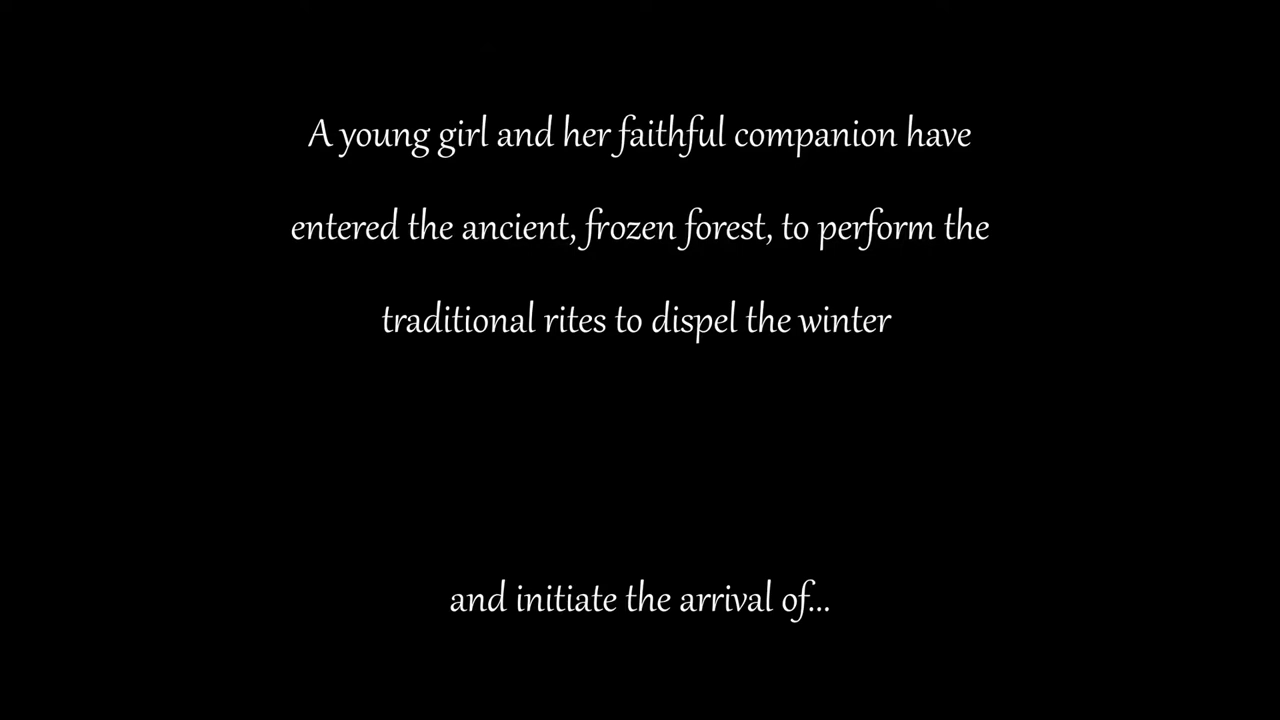 A young girl and her faithful companion have
entered the ancient, frozen forest, to perform the
traditional rites to dispel the winter
and initiate the arrival of...